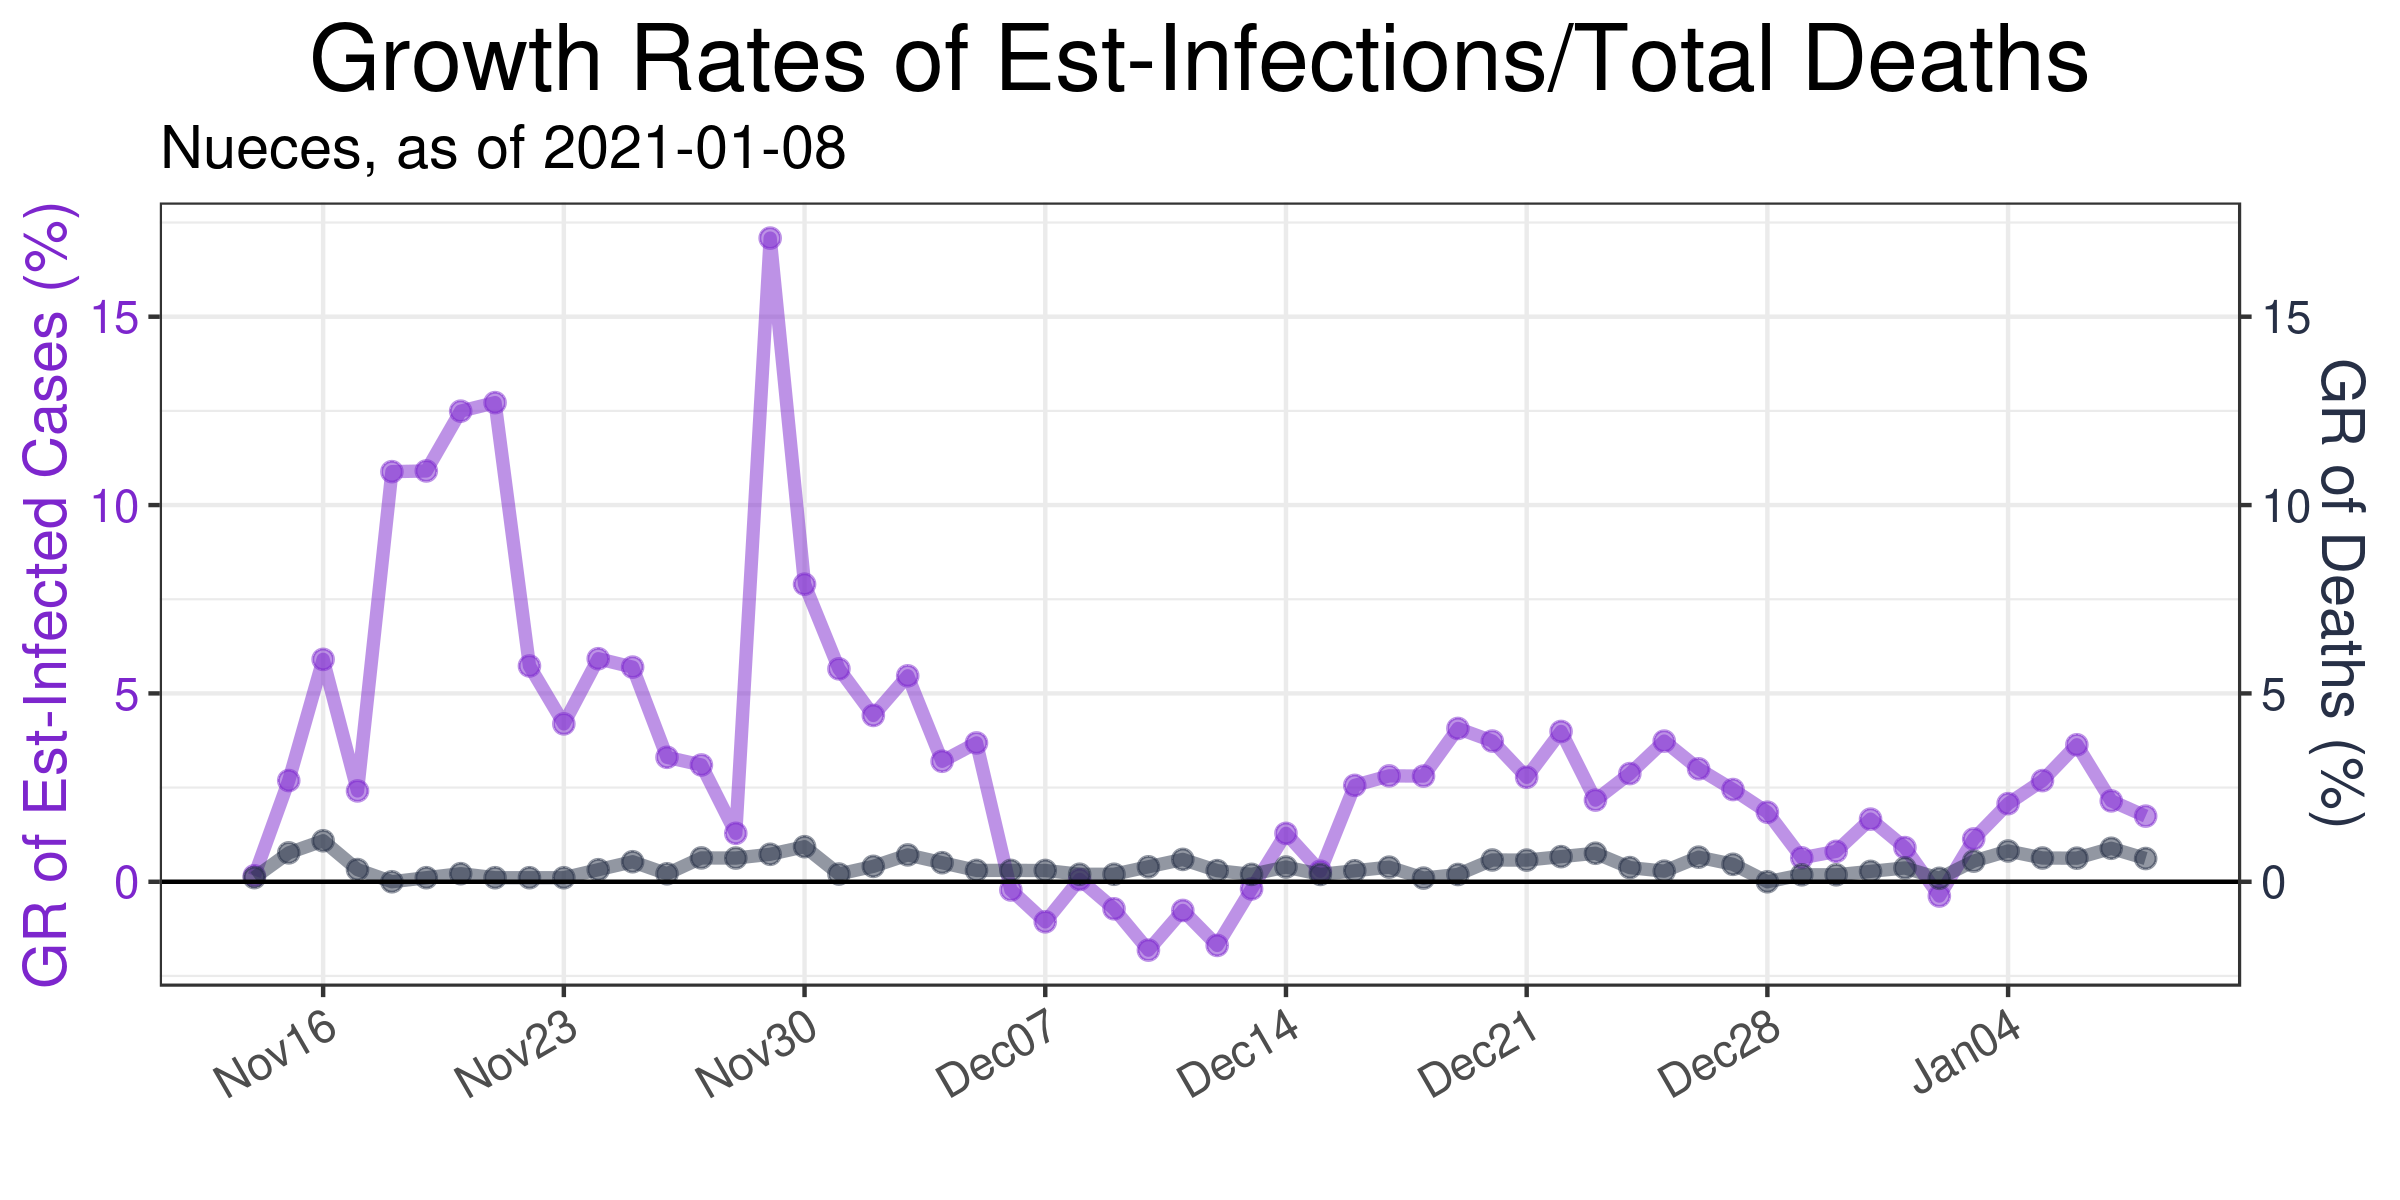 Growth Rates of Est-Infections/Total Deaths
Nueces, as of 2021-01-08
GR of Est-Infected Cases (%)
15
10
5
0
15
10
5
0
GR of Deaths (%)
Nov16
Nov23
Nov30
Dec07
Dec14
Dec21
Dec28
Jan04